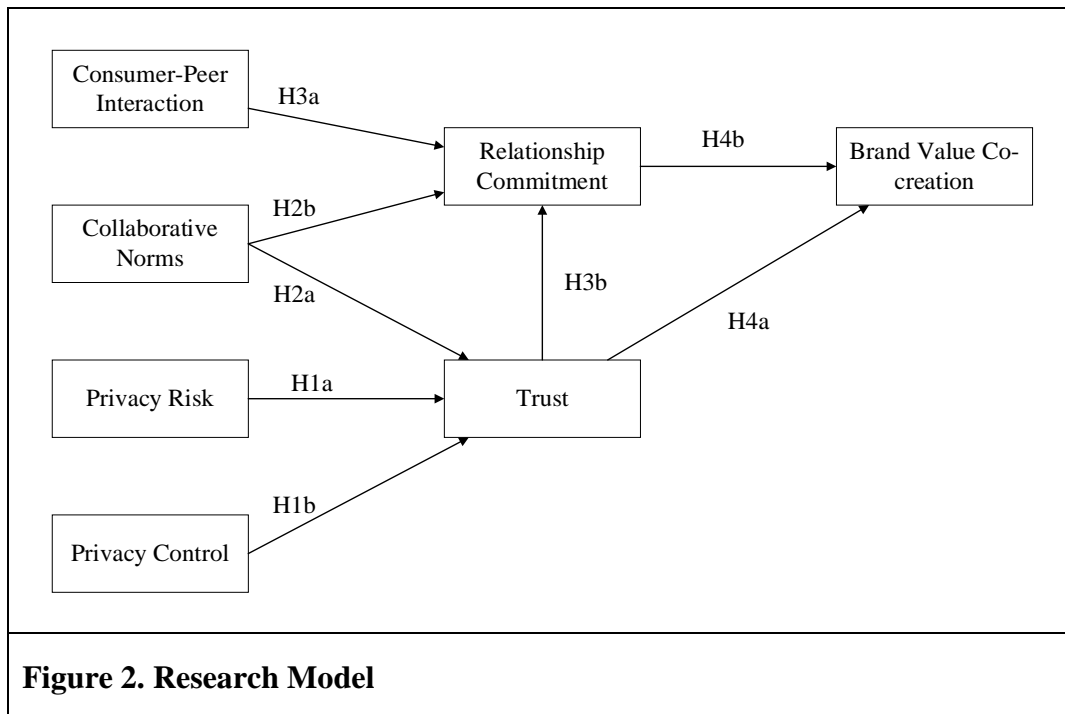 Consumer-Peer
Interaction
H3a
Relationship
Commitment
H4b
Brand Value Co-
creation
H2b
Collaborative
Norms
H2a
H3b
H4a
Privacy Risk
H1a
Trust
H1b
Privacy Control
Figure 2. Research Model